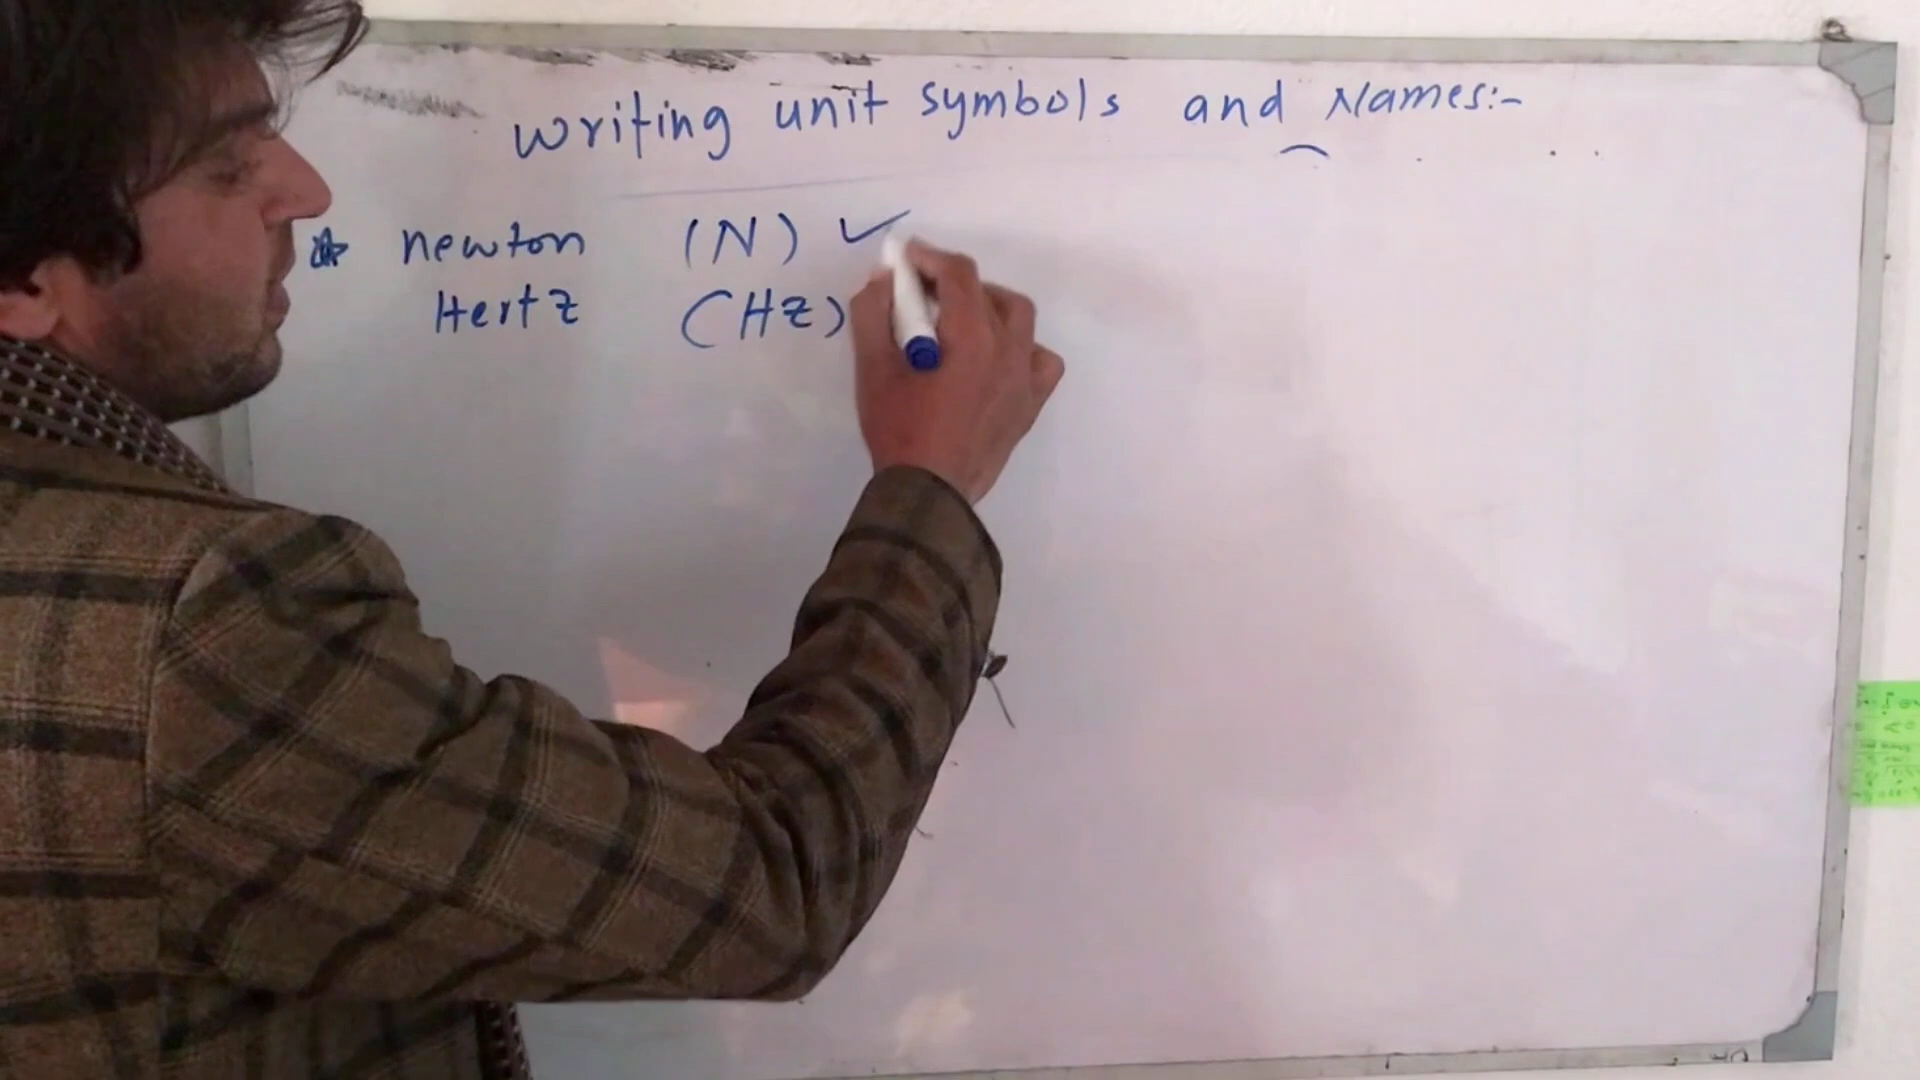 writing unit symbols and Names:-
newton (N) ✓
Hertz (Hz)